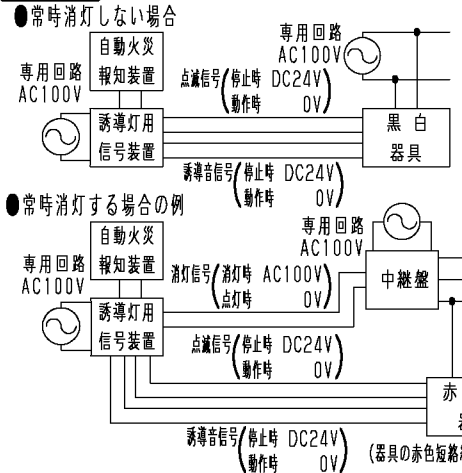 ●常時消灯しない場合
自動火災
報知装置
専用回路
AC100V
誘導灯用
信号装置
点滅信号(停止時 DC24V
動作時 0V)
専用回路
AC100V
黒 白
器具
誘導音信号(停止時 DC24V
動作時 0V)
●常時消灯する場合の例
自動火災
報知装置
専用回路
AC100V
誘導灯用
信号装置
専用回路
AC100V
中継盤
消灯信号(消灯時 AC100V
点灯時 0V)
点滅信号(停止時 DC24V
動作時 0V)
赤
誘導音信号(停止時 DC24V
動作時 0V)
(器具の赤色短絡